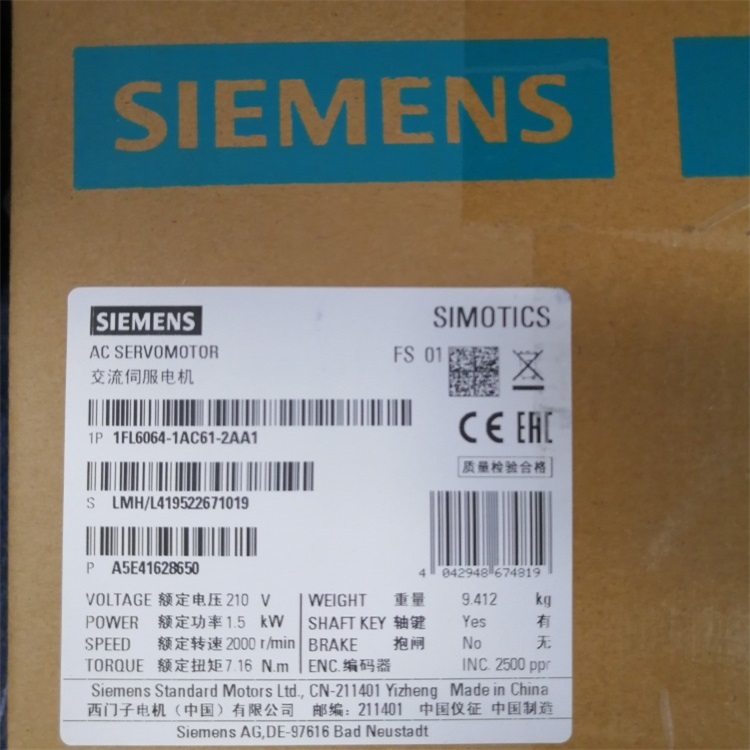 SIEMENS
SIEMENS
SIMOTICS
AC SERVOMOTOR
FS 01
交流伺服电机
1P 1FL6064-1AC61-2AA1
CE EAC
质量检验合格
S LMH/L419522671019
P A5E41628650
4 042948 674819
VOLTAGE 额定电压 210 V
WEIGHT 重量 9.412 kg
POWER 额定功率 1.5 kW
SHAFT KEY 轴键 Yes 有
SPEED 额定转速 2000 r/min
BRAKE 抱闸 No 无
TORQUE 额定扭矩 7.16 N.m
ENC.编码器 INC. 2500 ppr
Siemens Standard Motors Ltd., CN-211401 Yizheng Made in China
西门子电机（中国）有限公司 邮编：211401 中国仪征 中国制造
Siemens AG,DE-97616 Bad Neustadt